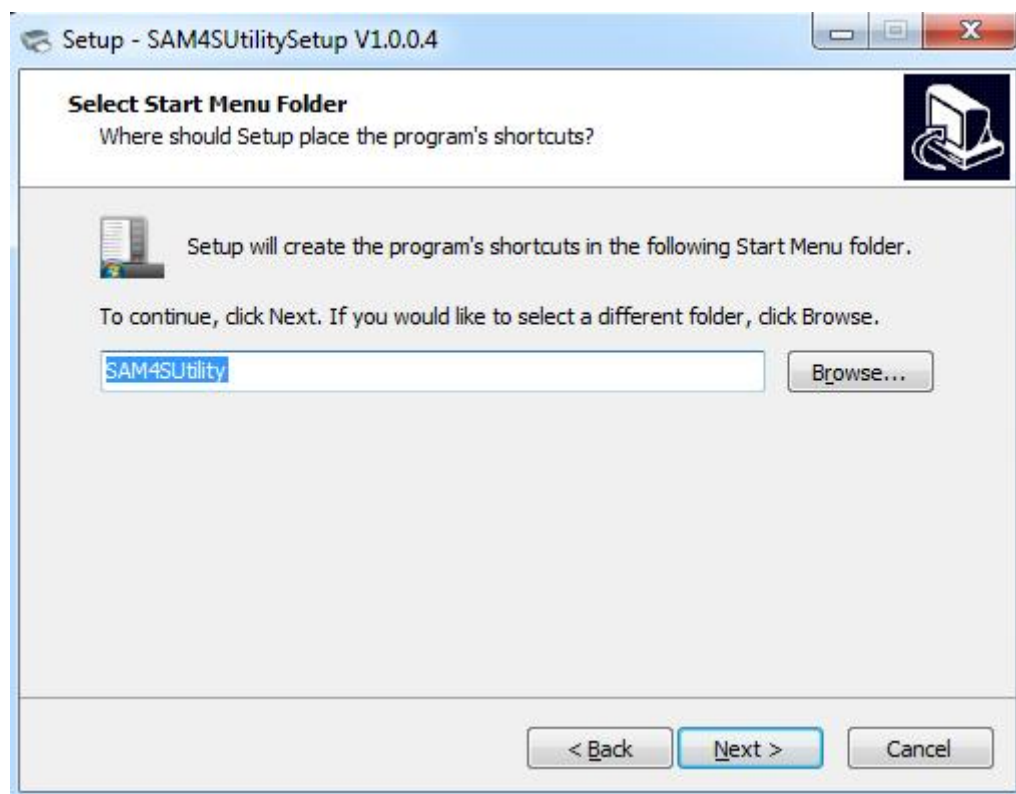 Setup - SAM4SUtilitySetup V1.0.0.4
Select Start Menu Folder
Where should Setup place the program's shortcuts?
Setup will create the program's shortcuts in the following Start Menu folder.
To continue, click Next. If you would like to select a different folder, click Browse.
SAM4SUtility
Browse...
< Back
Next >
Cancel